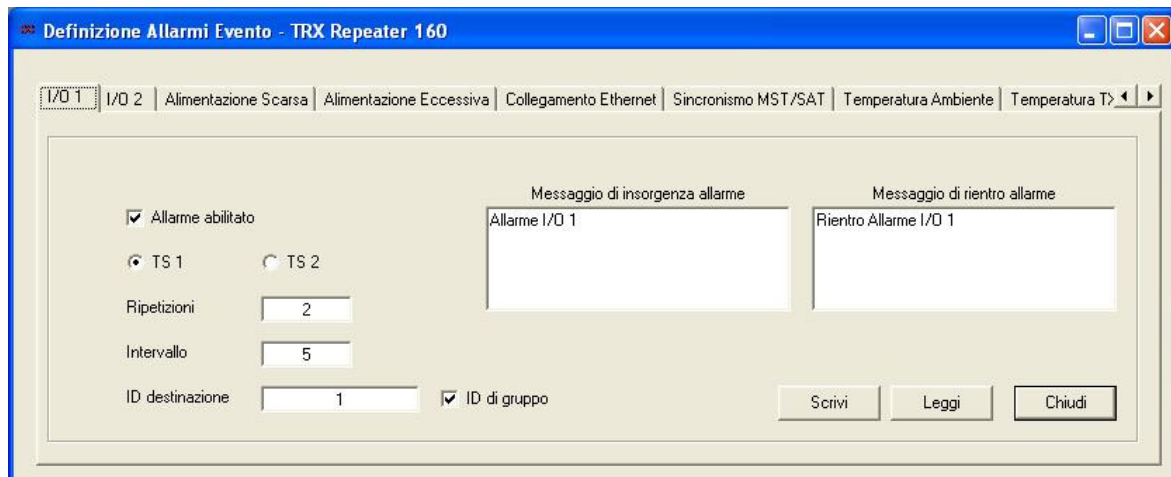 Definizione Allarmi Evento - TRX Repeater 160
I/O 1 I/O 2 Alimentazione Scarsa Alimentazione Eccessiva Collegamento Ethernet Sincronismo MST/SAT Temperatura Ambiente Temperatura
Messaggio di insorgenza allarme Messaggio di rientro allarme
Allarme abilitato Allarme I/O 1 Rientro Allarme I/O 1
TS 1 TS 2
Ripetizioni 2
Intervallo 5
ID destinazione 1 ID di gruppo Scrivi Leggi Chiudi